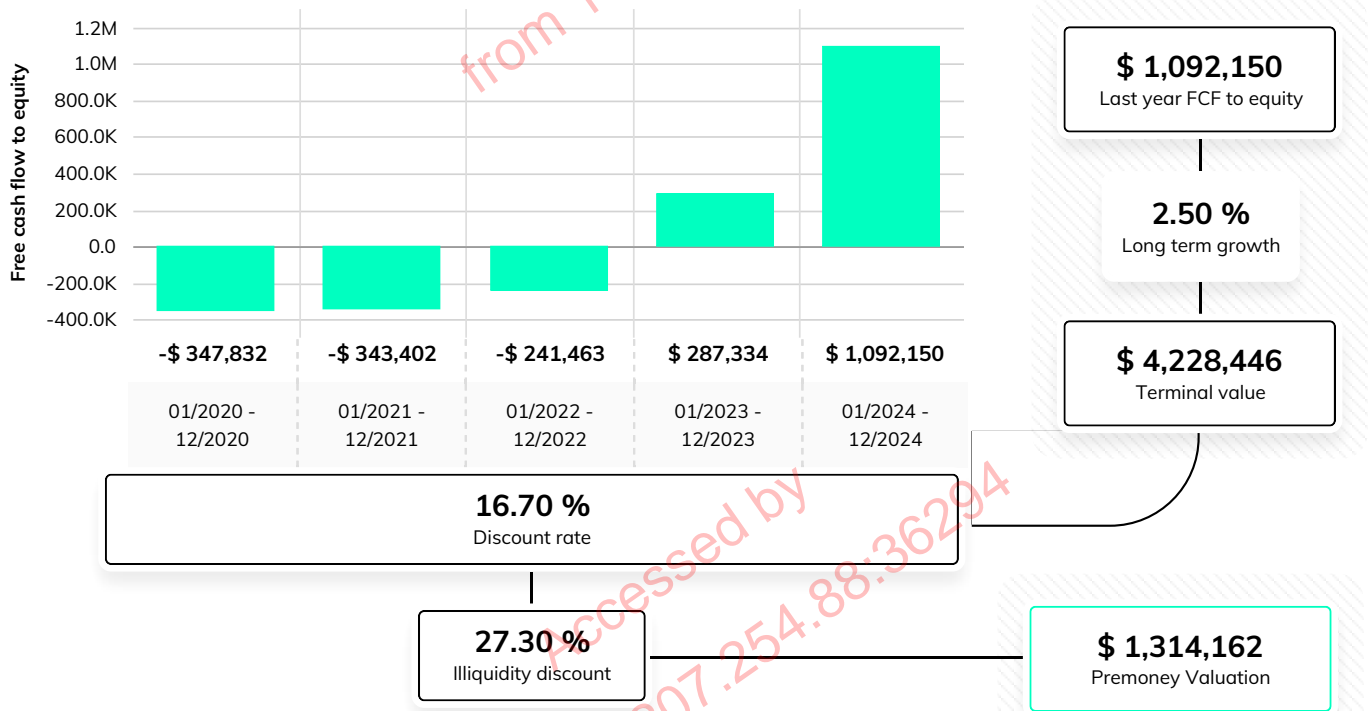 Free cash flow to equity
1.2M
1.0M
800.0K
600.0K
400.0K
200.0K
0.0
-200.0K
-400.0K
-$ 347,832
-$ 343,402
-$ 241,463
$ 287,334
$ 1,092,150
01/2020 -
12/2020
01/2021 -
12/2021
01/2022 -
12/2022
01/2023 -
12/2023
01/2024 -
12/2024
$ 1,092,150
Last year FCF to equity
2.50 %
Long term growth
$ 4,228,446
Terminal value
16.70 %
Discount rate
27.30 %
Illiquidity discount
$ 1,314,162
Premoney Valuation
from
Accessed by
207.254.88:36294